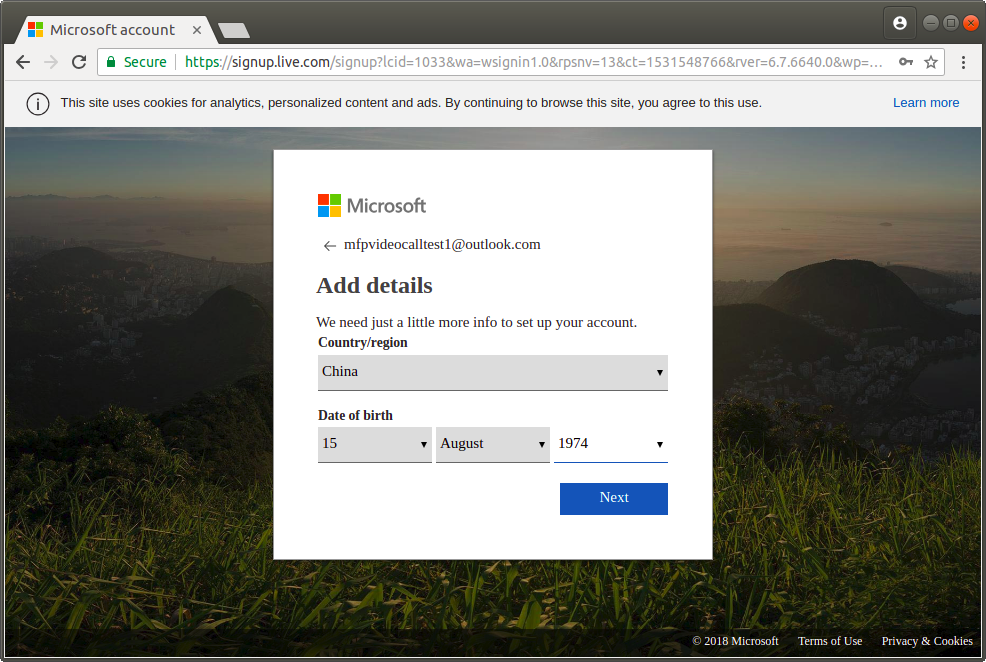 Microsoft account
Secure https://signup.live.com/signup?lcid=1033&wa=wsignin1.0&rpsnv=13&ct=1531548766&rver=6.7.6640.0&wp=...
This site uses cookies for analytics, personalized content and ads. By continuing to browse this site, you agree to this use. Learn more
Microsoft
mfpvideocalltest1@outlook.com
Add details
We need just a little more info to set up your account.
Country/region
China
Date of birth
15 August 1974
Next
© 2018 Microsoft Terms of Use Privacy & Cookies